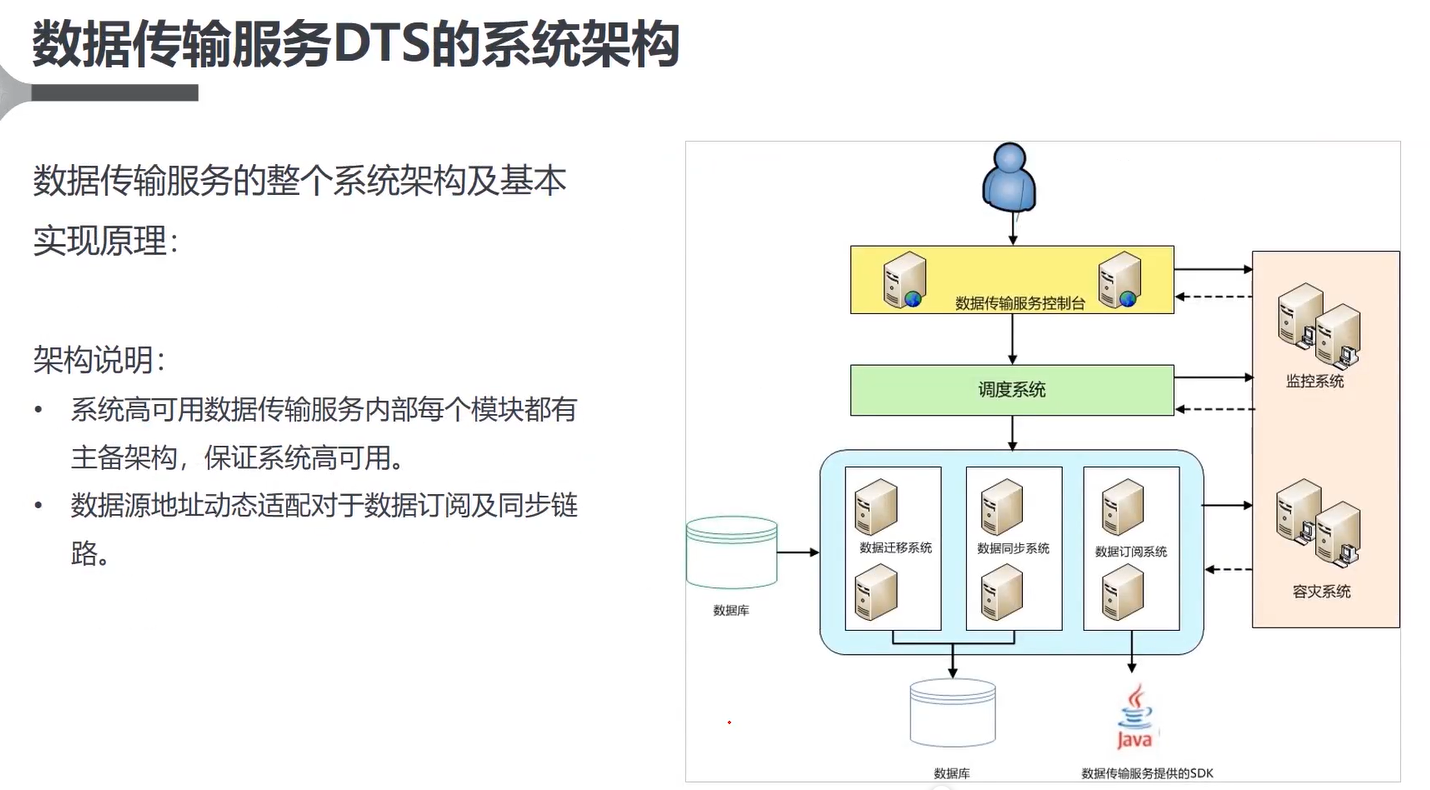 数据传输服务DTS的系统架构
数据传输服务的整个系统架构及基本
实现原理：
架构说明：
• 系统高可用数据传输服务内部每个模块都有
主备架构，保证系统高可用。
• 数据源地址动态适配对于数据订阅及同步链
路。
数据传输服务控制台
调度系统
监控系统
数据迁移系统
数据同步系统
数据订阅系统
容灾系统
数据库
数据库
Java
数据传输服务提供的SDK